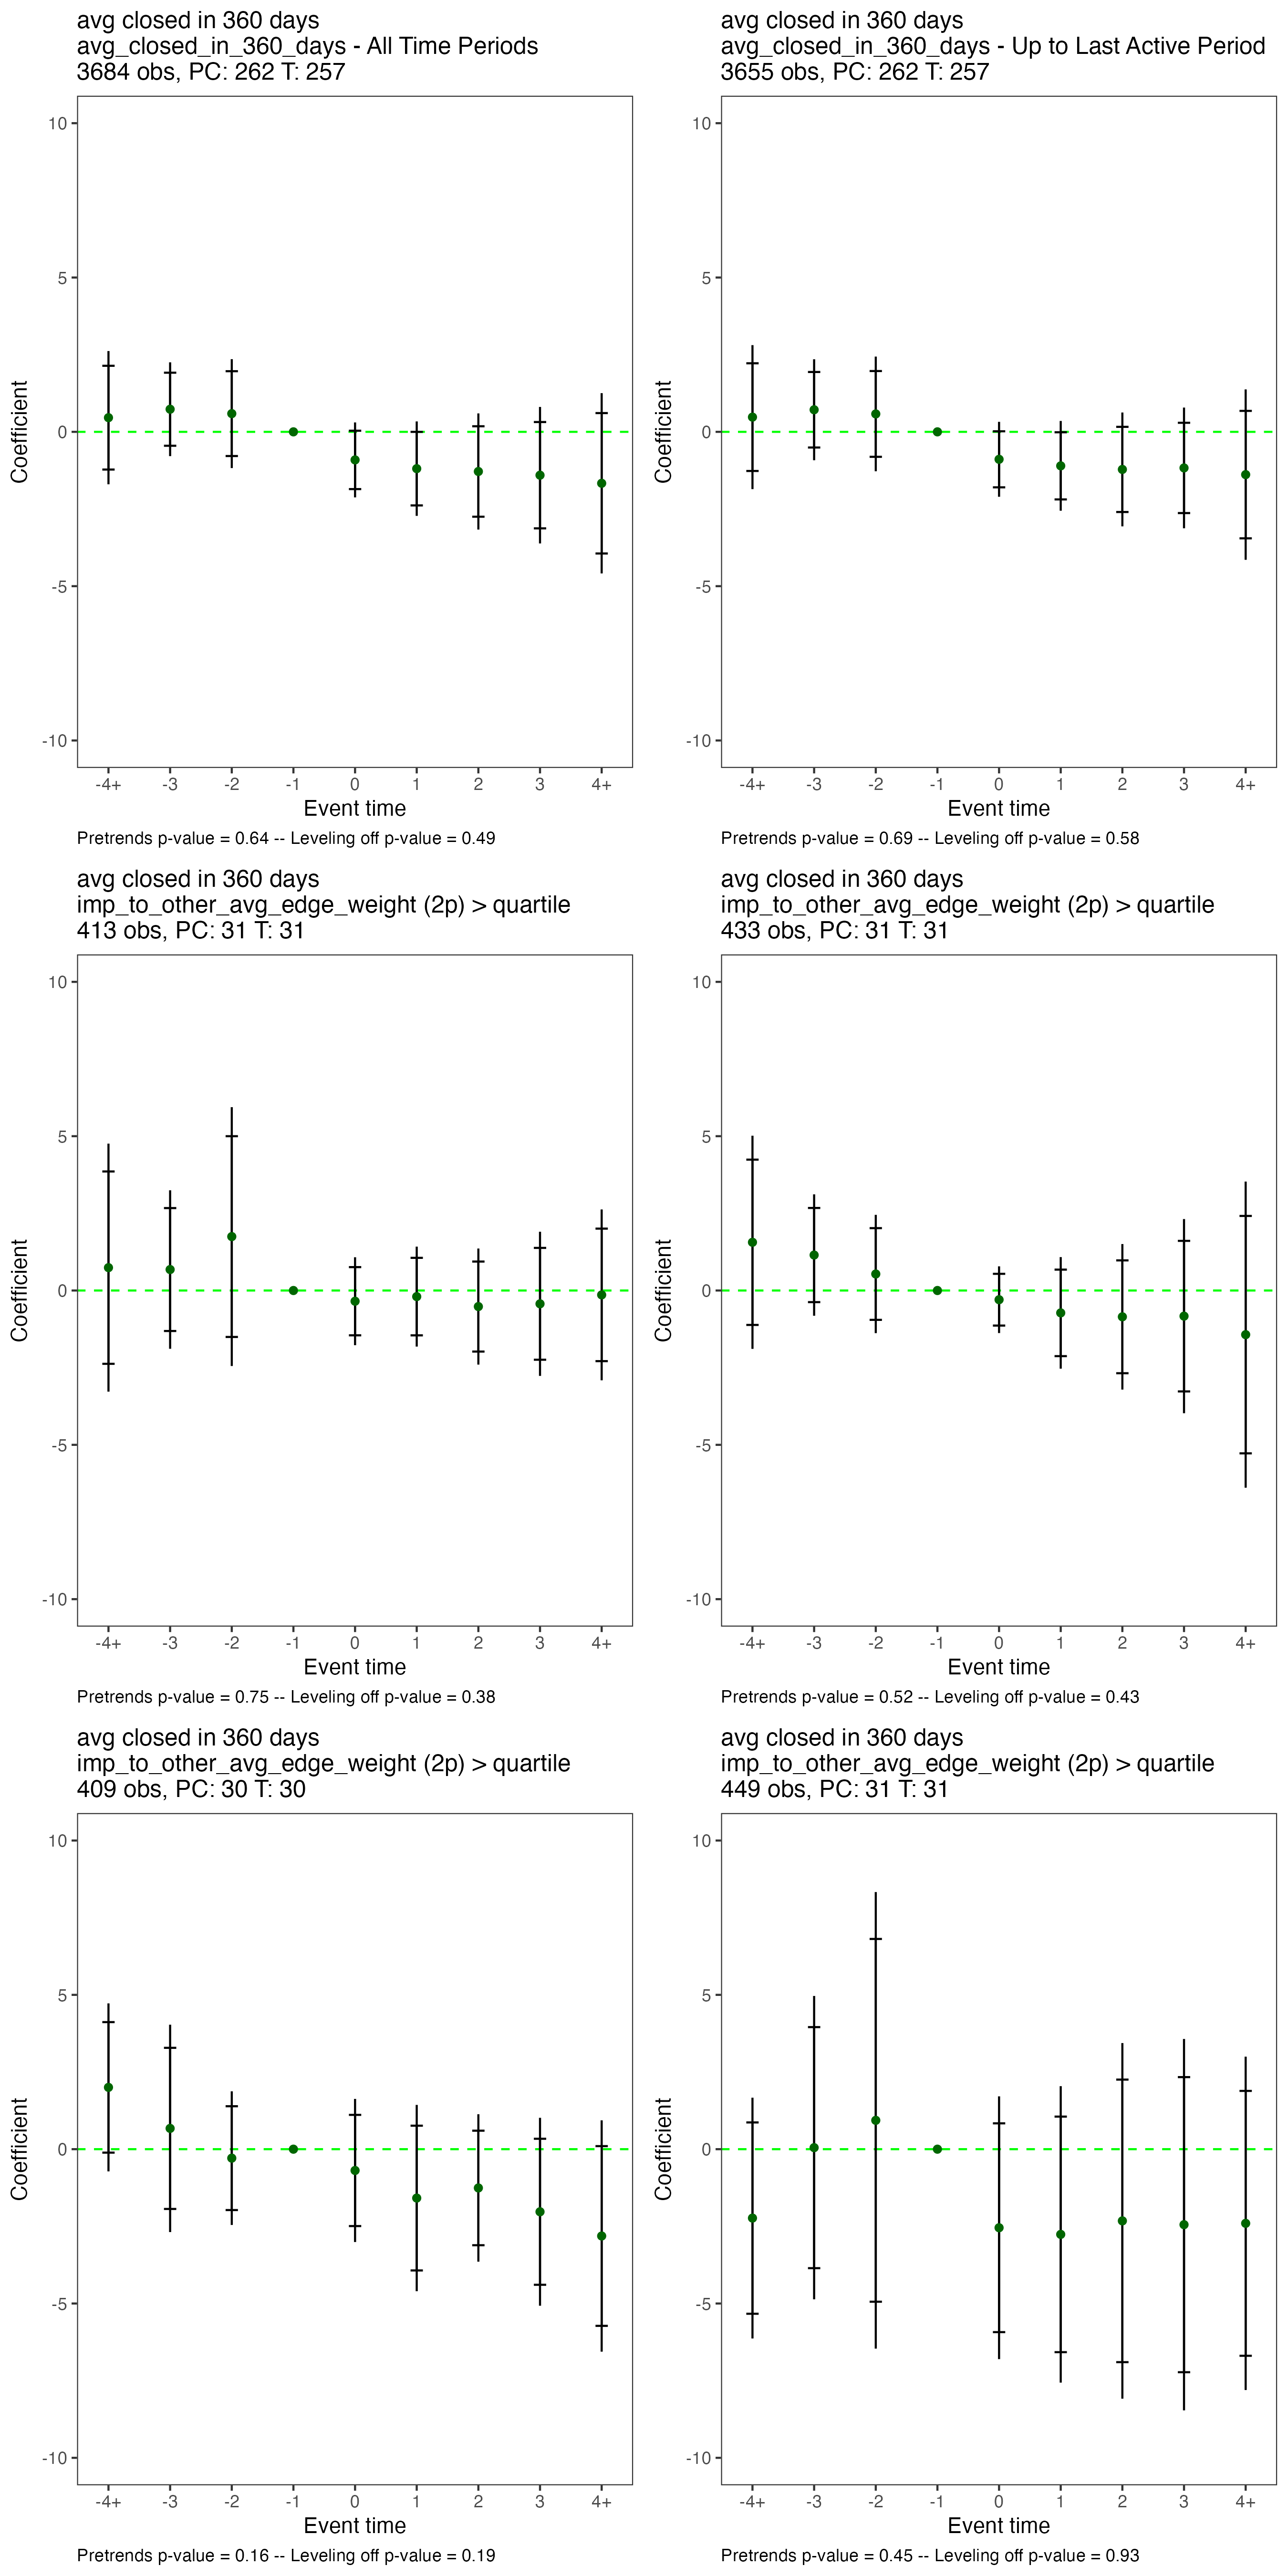 avg closed in 360 days
avg_closed_in_360_days - All Time Periods
3684 obs, PC: 262 T: 257
10
5
0
-5
-10
Coefficient
-4+ -3 -2 -1 0 1 2 3 4+
Event time
Pretrends p-value = 0.64 -- Leveling off p-value = 0.49
avg closed in 360 days
avg_closed_in_360_days - Up to Last Active Period
3655 obs, PC: 262 T: 257
10
5
0
-5
-10
Coefficient
-4+ -3 -2 -1 0 1 2 3 4+
Event time
Pretrends p-value = 0.69 -- Leveling off p-value = 0.58
avg closed in 360 days
imp_to_other_avg_edge_weight (2p) > quartile
413 obs, PC: 31 T: 31
10
5
0
-5
-10
Coefficient
-4+ -3 -2 -1 0 1 2 3 4+
Event time
Pretrends p-value = 0.75 -- Leveling off p-value = 0.38
avg closed in 360 days
imp_to_other_avg_edge_weight (2p) > quartile
433 obs, PC: 31 T: 31
10
5
0
-5
-10
Coefficient
-4+ -3 -2 -1 0 1 2 3 4+
Event time
Pretrends p-value = 0.52 -- Leveling off p-value = 0.43
avg closed in 360 days
imp_to_other_avg_edge_weight (2p) > quartile
409 obs, PC: 30 T: 30
10
5
0
-5
-10
Coefficient
-4+ -3 -2 -1 0 1 2 3 4+
Event time
Pretrends p-value = 0.16 -- Leveling off p-value = 0.19
avg closed in 360 days
imp_to_other_avg_edge_weight (2p) > quartile
449 obs, PC: 31 T: 31
10
5
0
-5
-10
Coefficient
-4+ -3 -2 -1 0 1 2 3 4+
Event time
Pretrends p-value = 0.45 -- Leveling off p-value = 0.93